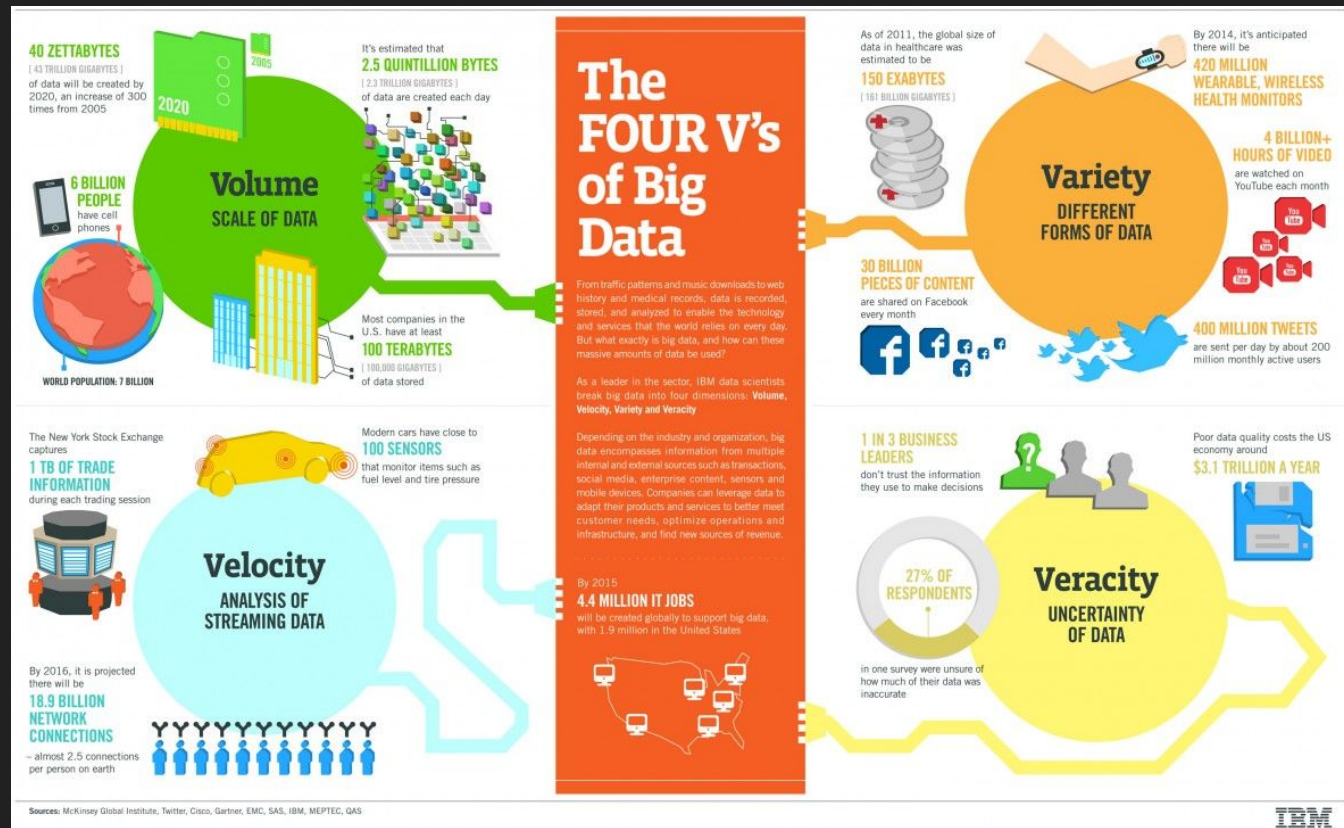 40 ZETTABYTES
[ 43 TRILLION GIGABYTES ]
of data will be created by
2020, an increase of 300
times from 2005
2020
2005
It's estimated that
2.5 QUINTILLION BYTES
[ 2.3 TRILLION GIGABYTES ]
of data are created each day
6 BILLION
PEOPLE
have cell
phones
WORLD POPULATION: 7 BILLION
Volume
SCALE OF DATA
Most companies in the
U.S. have at least
100 TERABYTES
[ 100,000 GIGABYTES ]
of data stored
The New York Stock Exchange
captures
1 TB OF TRADE
INFORMATION
during each trading session
Modern cars have close to
100 SENSORS
that monitor items such as
fuel level and tire pressure
Velocity
ANALYSIS OF
STREAMING DATA
By 2016, it is projected
there will be
18.9 BILLION
NETWORK
CONNECTIONS
– almost 2.5 connections
per person on earth
The
FOUR V's
of Big
Data
From traffic patterns and music downloads to web
history and medical records, data is recorded,
stored, and analyzed to enable the technology
and services that the world relies on every day.
But what exactly is big data, and how can these
massive amounts of data be used?
As a leader in the sector, IBM data scientists
break big data into four dimensions: Volume,
Velocity, Variety and Veracity
Depending on the industry and organization, big
data encompasses information from multiple
internal and external sources such as transactions,
social media, enterprise content, sensors and
mobile devices. Companies can leverage data to
adapt their products and services to better meet
customer needs, optimize operations and
infrastructure, and find new sources of revenue.
By 2015
4.4 MILLION IT JOBS
will be created globally to support big data,
with 1.9 million in the United States
As of 2011, the global size of
data in healthcare was
estimated to be
150 EXABYTES
[ 161 BILLION GIGABYTES ]
By 2014, it's anticipated
there will be
420 MILLION
WEARABLE, WIRELESS
HEALTH MONITORS
4 BILLION+
HOURS OF VIDEO
are watched on
YouTube each month
You
Tube
You
Tube
You
Tube
You
Tube
Variety
DIFFERENT
FORMS OF DATA
30 BILLION
PIECES OF CONTENT
are shared on Facebook
every month
f
f
f
f
f
f
400 MILLION TWEETS
are sent per day by about 200
million monthly active users
1 IN 3 BUSINESS
LEADERS
don't trust the information
they use to make decisions
?
Poor data quality costs the US
economy around
$3.1 TRILLION A YEAR
27% OF
RESPONDENTS
in one survey were unsure of
how much of their data was
inaccurate
Veracity
UNCERTAINTY
OF DATA
Sources: McKinsey Global Institute, Twitter, Cisco, Gartner, EMC, SAS, IBM, MEPTEC, QAS
IBM